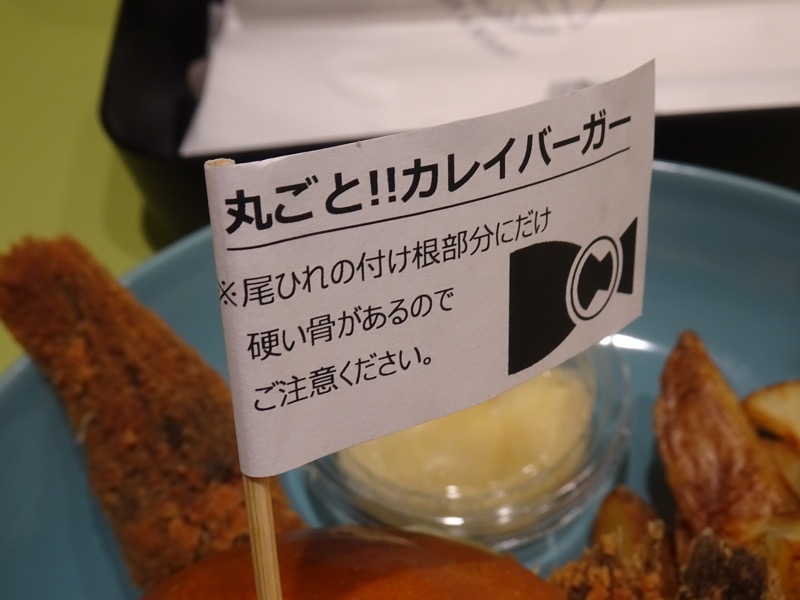 丸ごと!!カレイバーガー
※尾ひれの付け根部分にだけ
硬い骨があるので
ご注意ください。